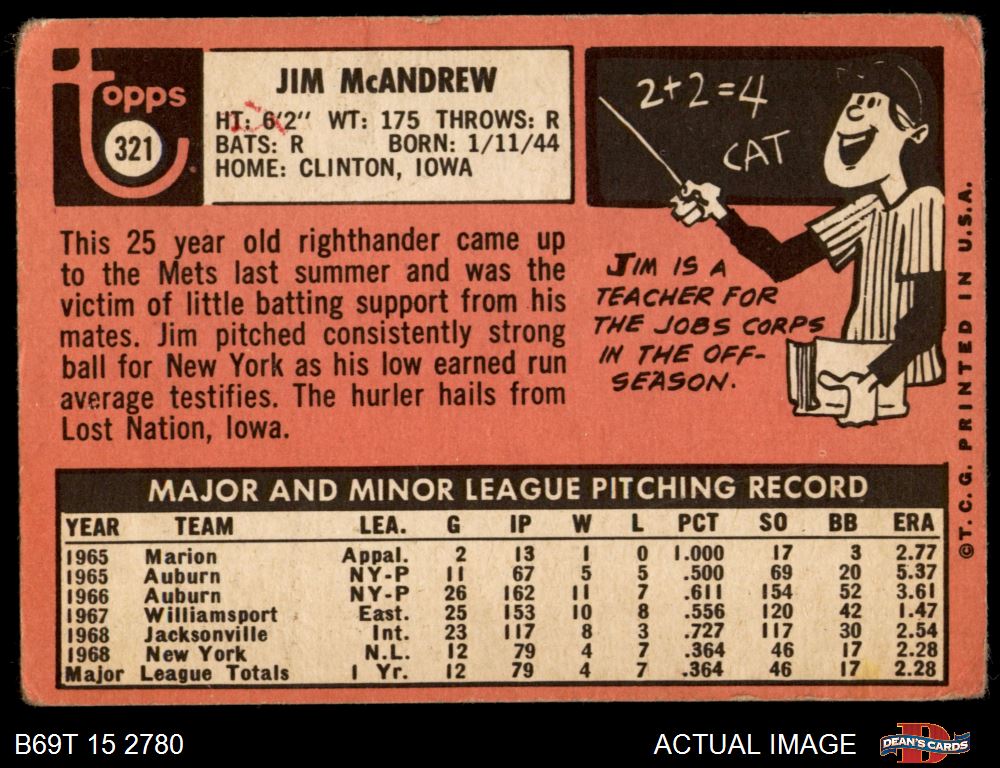 Topps
321
JIM McANDREW
HT: 6'2" WT: 175 THROWS: R
BATS: R BORN: 1/11/44
HOME: CLINTON, IOWA
2+2=4
CAT
This 25 year old righthander came up
to the Mets last summer and was the
victim of little batting support from his
mates. Jim pitched consistently strong
ball for New York as his low earned run
average testifies. The hurler hails from
Lost Nation, Iowa.
JIM IS A
TEACHER FOR
THE JOBS CORPS
IN THE OFF-
SEASON.
MAJOR AND MINOR LEAGUE PITCHING RECORD
YEAR TEAM LEA. G IP W L PCT SO BB ERA
1965 Marion Appal. 2 13 1 0 1.000 17 3 2.77
1965 Auburn NY-P 11 67 5 5 .500 69 20 5.37
1966 Auburn NY-P 26 162 11 7 .611 154 52 3.61
1967 Williamsport East. 25 153 10 8 .556 120 42 1.47
1968 Jacksonville Int. 23 117 8 3 .727 117 30 2.54
1968 New York N.L. 12 79 4 7 .364 46 17 2.28
Major League Totals 1 Yr. 12 79 4 7 .364 46 17 2.28
© T. C. G. PRINTED IN U.S.A.
B69T 15 2780
ACTUAL IMAGE
DEAN'S CARDS